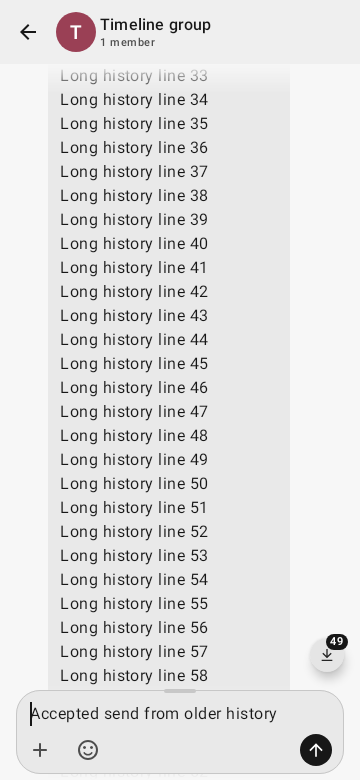 T
Timeline group
1 member
Long history line 33
Long history line 34
Long history line 35
Long history line 36
Long history line 37
Long history line 38
Long history line 39
Long history line 40
Long history line 41
Long history line 42
Long history line 43
Long history line 44
Long history line 45
Long history line 46
Long history line 47
Long history line 48
Long history line 49
Long history line 50
Long history line 51
Long history line 52
Long history line 53
Long history line 54
Long history line 55
Long history line 56
49
Long history line 57
Long history line 58
Accepted send from older history